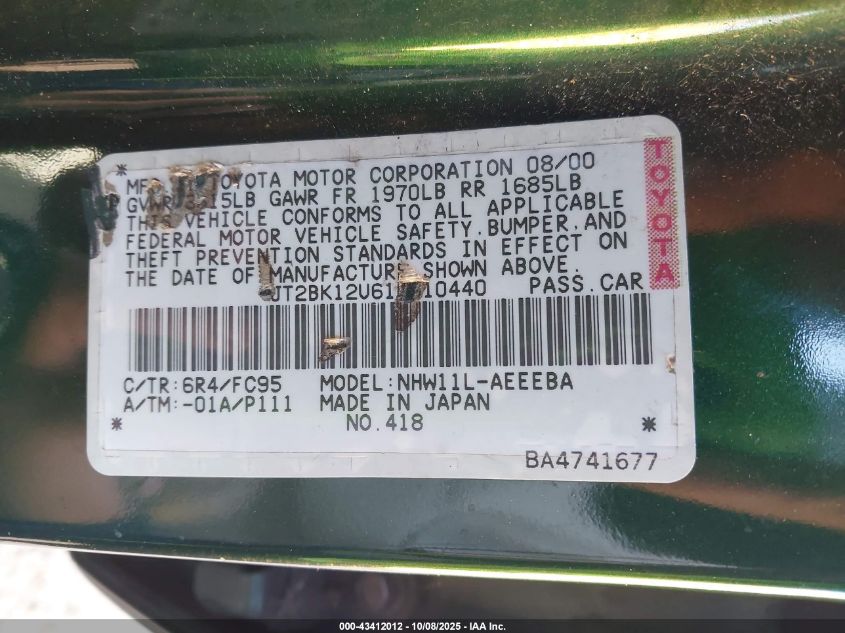 MFD. TOYOTA MOTOR CORPORATION 08/00
GVWR LB GAWR FR 1970LB RR 1685LB
THIS VEHICLE CONFORMS TO ALL APPLICABLE
FEDERAL MOTOR VEHICLE SAFETY, BUMPER, AND
THEFT PREVENTION STANDARDS IN EFFECT ON
THE DATE OF MANUFACTURE SHOWN ABOVE.
PASS. CAR
C/TR:6R4/FC95 MODEL:NHW11L-AEEEBA
A/TM:-01A/P111 MADE IN JAPAN
* NO.418 *
BA4741677
TOYOTA
000-43412012 - 10/08/2025 - IAA Inc.